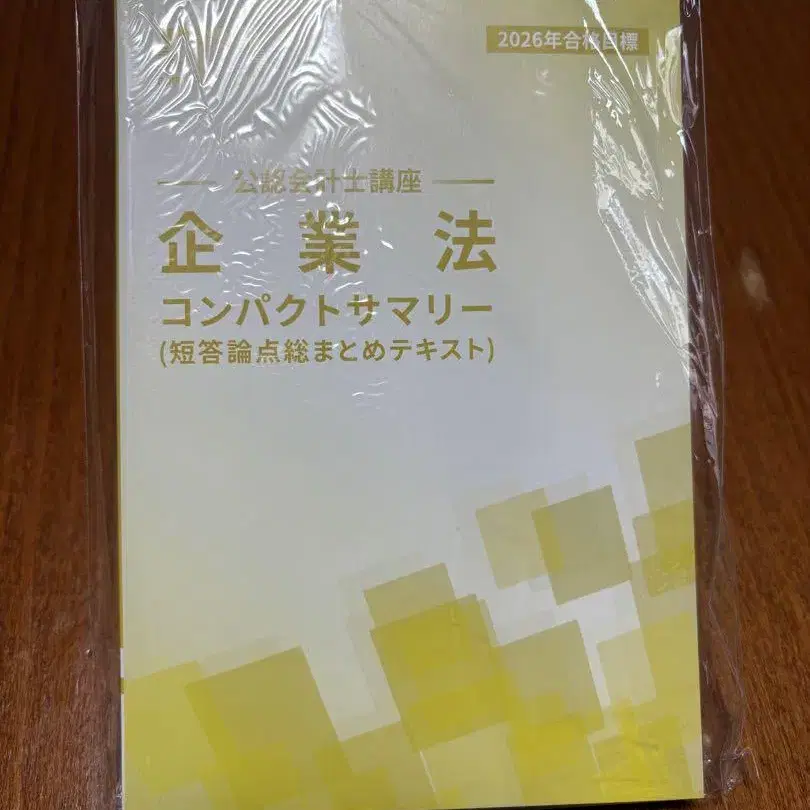 2026年合格目標
公認会計士講座
企業法
コンパクトサマリー
(短答論点総まとめテキスト)